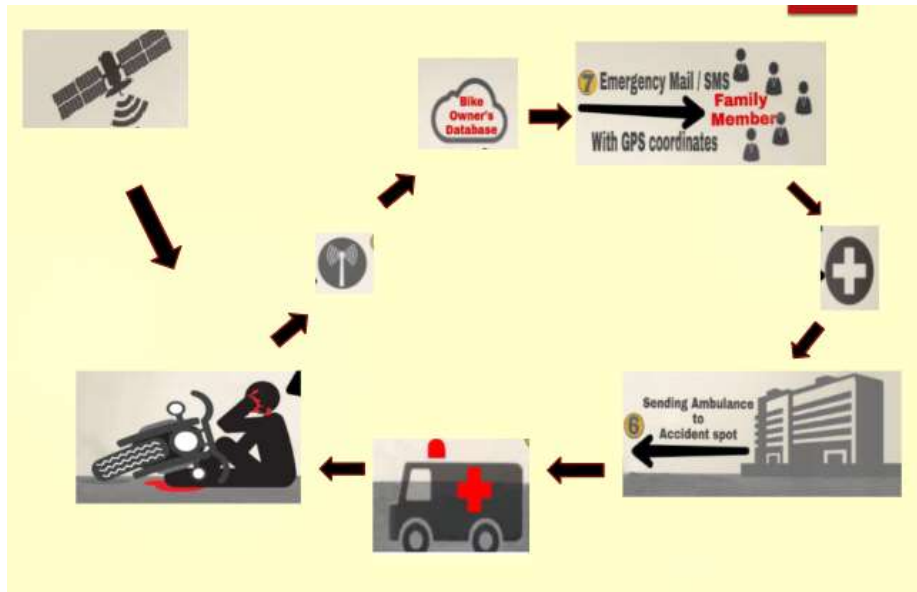 Bike
Owner's
Database
7 Emergency Mail / SMS
Family
Member
With GPS coordinates
Sending Ambulance
to
6
Accident spot